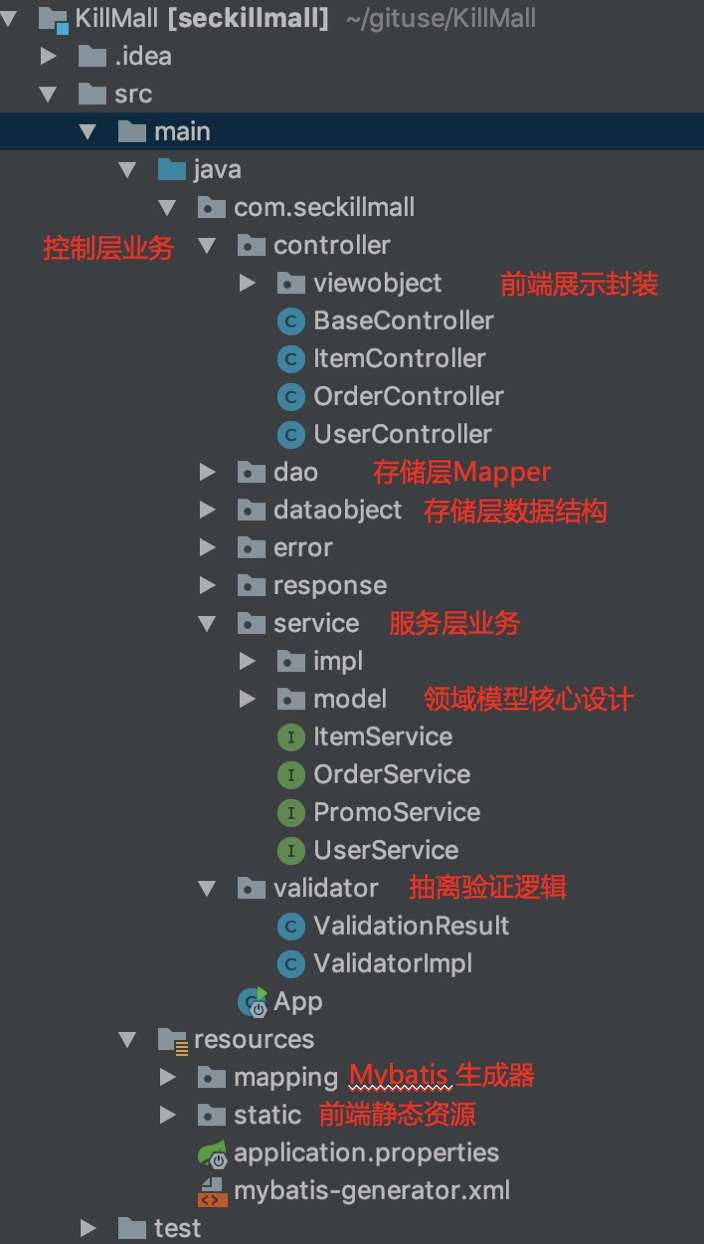 KillMall [seckillmall] ~/gituse/KillMall
.idea
src
main
java
com.seckillmall
控制层业务 controller
viewobject 前端展示封装
BaseController
ItemController
OrderController
UserController
dao 存储层Mapper
dataobject 存储层数据结构
error
response
service 服务层业务
impl
model 领域模型核心设计
ItemService
OrderService
PromoService
UserService
validator 抽离验证逻辑
ValidationResult
ValidatorImpl
App
resources
mapping Mybatis 生成器
static 前端静态资源
application.properties
mybatis-generator.xml
test